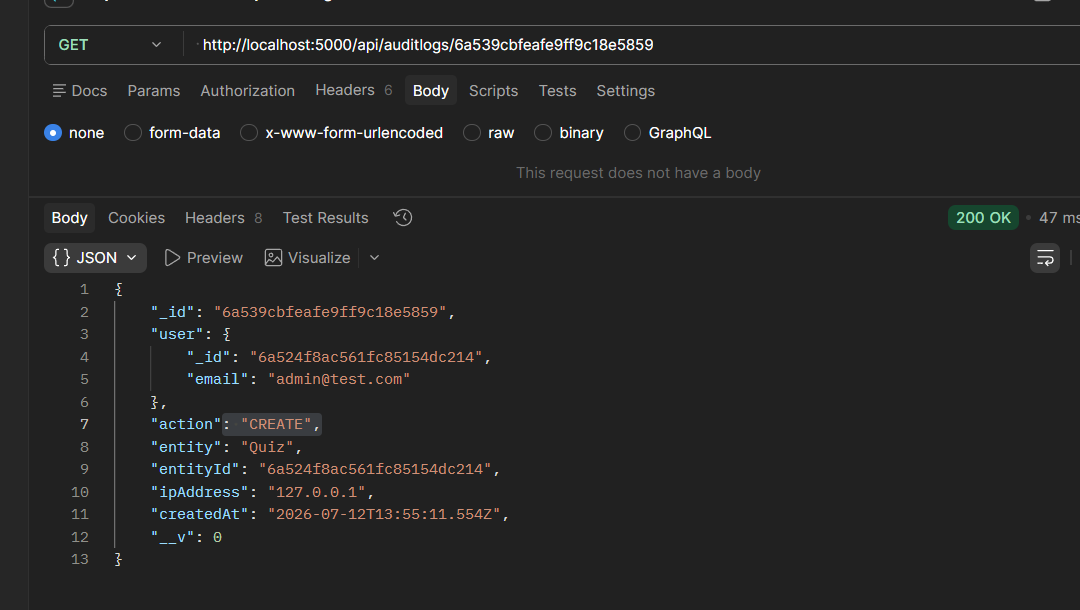 GET http://localhost:5000/api/auditlogs/6a539cbfeafe9ff9c18e5859
Docs Params Authorization Headers 6 Body Scripts Tests Settings
none form-data x-www-form-urlencoded raw binary GraphQL
This request does not have a body
Body Cookies Headers 8 Test Results 200 OK • 47 ms
{} JSON Preview Visualize
1 {
2 "_id": "6a539cbfeafe9ff9c18e5859",
3 "user": {
4 "_id": "6a524f8ac561fc85154dc214",
5 "email": "admin@test.com"
6 },
7 "action": "CREATE",
8 "entity": "Quiz",
9 "entityId": "6a524f8ac561fc85154dc214",
10 "ipAddress": "127.0.0.1",
11 "createdAt": "2026-07-12T13:55:11.554Z",
12 "__v": 0
13 }